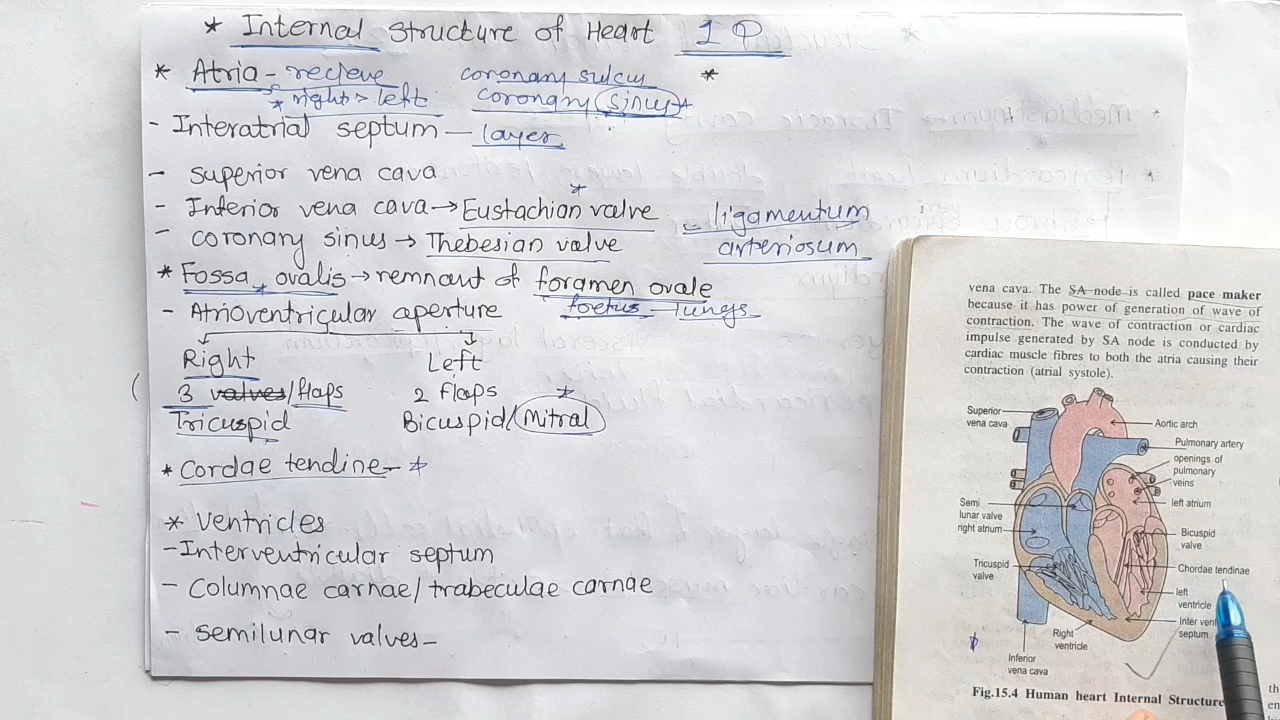 * Internal structure of Heart 1 Φ
* Atria - recieve
* right > left
coronary sulcus *
coronary sinus *
- Interatrial septum — layer
- superior vena cava
- Inferior vena cava → Eustachian valve *
- coronary sinus → Thebesian valve
ligamentum
arteriosum
* Fossa ovalis → remnant of foramen ovale
foetus — lungs
- Atrioventricular aperture
Right Left
3 valves/flaps 2 flaps
Tricuspid Bicuspid/Mitral *
* Cordae tendine - *
* Ventricles
- Interventricular septum
- Columnae carnae/trabeculae carnae
- semilunar valves -
vena cava. The SA node is called pace maker
because it has power of generation of wave of
contraction. The wave of contraction or cardiac
impulse generated by SA node is conducted by
cardiac muscle fibres to both the atria causing their
contraction (atrial systole).
Superior
vena cava
Aortic arch
Pulmonary artery
openings of
pulmonary
veins
Semi
lunar valve
right atrium
left atrium
Bicuspid
valve
Tricuspid
valve
Chordae tendinae
left
ventricle
Inter vent
septum
Right
ventricle
Inferior
vena cava
Fig.15.4 Human heart Internal Structure
th
en